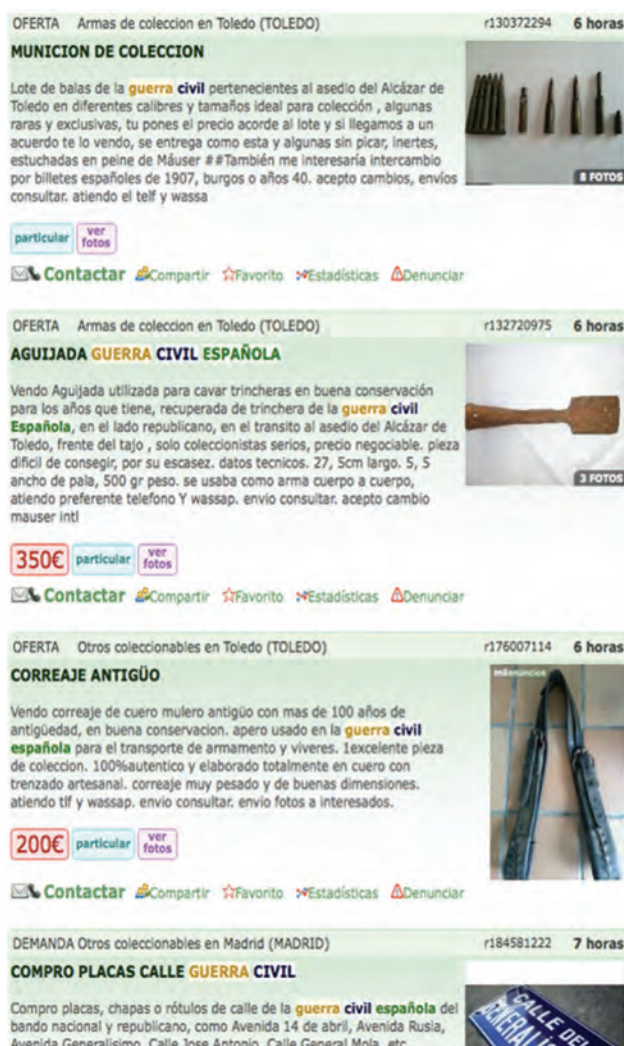 OFERTA Armas de coleccion en Toledo (TOLEDO) r130372294 6 horas
MUNICION DE COLECCION
Lote de balas de la guerra civil pertenecientes al asedio del Alcázar de
Toledo en diferentes calibres y tamaños ideal para colección , algunas
raras y exclusivas, tu pones el precio acorde al lote y si llegamos a un
acuerdo te lo vendo, se entrega como esta y algunas sin picar, inertes,
estuchadas en peine de Máuser ##También me interesaría intercambio
por billetes españoles de 1907, burgos o años 40. acepto cambios, envíos
consultar. atiendo el telf y wassa
8 FOTOS
particular ver fotos
Contactar Compartir Favorito Estadísticas Denunciar
OFERTA Armas de coleccion en Toledo (TOLEDO) r132720975 6 horas
AGUIJADA GUERRA CIVIL ESPAÑOLA
Vendo Aguijada utilizada para cavar trincheras en buena conservación
para los años que tiene, recuperada de trinchera de la guerra civil
Española, en el lado republicano, en el transito al asedio del Alcázar de
Toledo, frente del tajo , solo coleccionistas serios, precio negociable. pieza
dificil de consegir, por su escasez. datos tecnicos. 27, 5cm largo. 5, 5
ancho de pala, 500 gr peso. se usaba como arma cuerpo a cuerpo,
atiendo preferente telefono Y wassap. envio consultar. acepto cambio
mauser intl
3 FOTOS
350€ particular ver fotos
Contactar Compartir Favorito Estadísticas Denunciar
OFERTA Otros coleccionables en Toledo (TOLEDO) r176007114 6 horas
CORREAJE ANTIGÜO
milanuncios
Vendo correaje de cuero mulero antigüo con mas de 100 años de
antigüedad, en buena conservacion. apero usado en la guerra civil
española para el transporte de armamento y viveres. 1excelente pieza
de coleccion. 100%autentico y elaborado totalmente en cuero con
trenzado artesanal. correaje muy pesado y de buenas dimensiones.
atiendo tlf y wassap. envio consultar. envio fotos a interesados.
200€ particular ver fotos
Contactar Compartir Favorito Estadísticas Denunciar
DEMANDA Otros coleccionables en Madrid (MADRID) r184581222 7 horas
COMPRO PLACAS CALLE GUERRA CIVIL
Compro placas, chapas o rótulos de calle de la guerra civil española del
bando nacional y republicano, como Avenida 14 de abril, Avenida Rusia,
Avenida Generalisimo, Calle Jose Antonio, Calle General Mola, etc
CALLE DEL